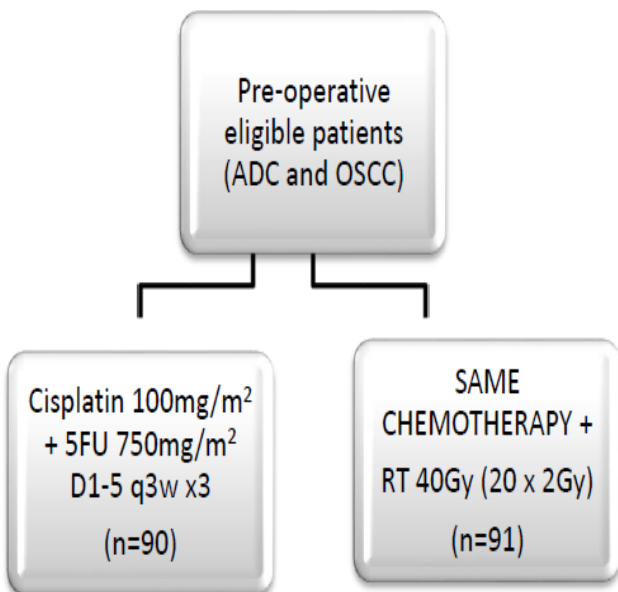 Pre-operative
eligible patients
(ADC and OSCC)
Cisplatin 100mg/m²
+ 5FU 750mg/m²
D1-5 q3w x3
(n=90)
SAME
CHEMOTHERAPY +
RT 40Gy (20 x 2Gy)
(n=91)